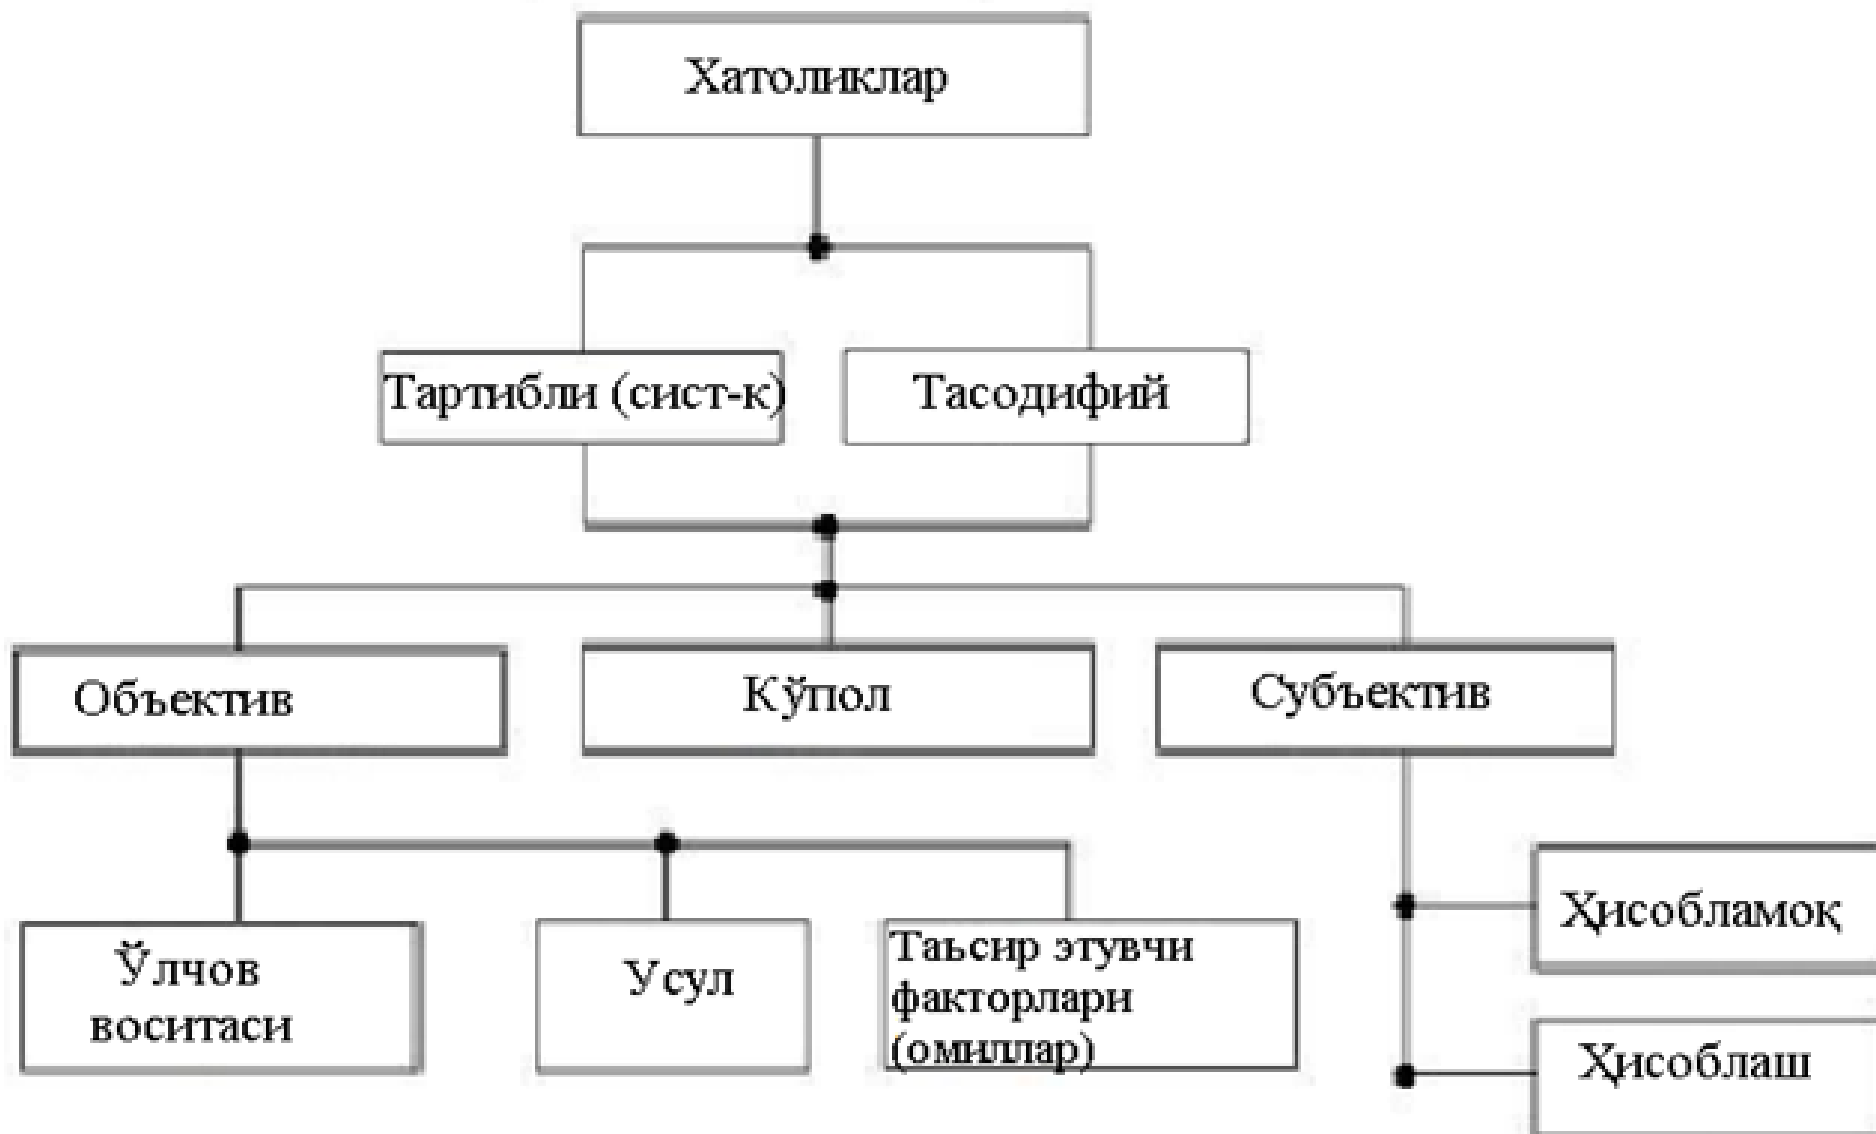 Хатоликлар
Тартибли (сист-к)
Тасодифий
Объектив
Кўпол
Субъектив
Ўлчов
воситаси
Усул
Таьсир этувчи
факторлари
(омиллар)
Ҳисобламоқ
Ҳисоблаш